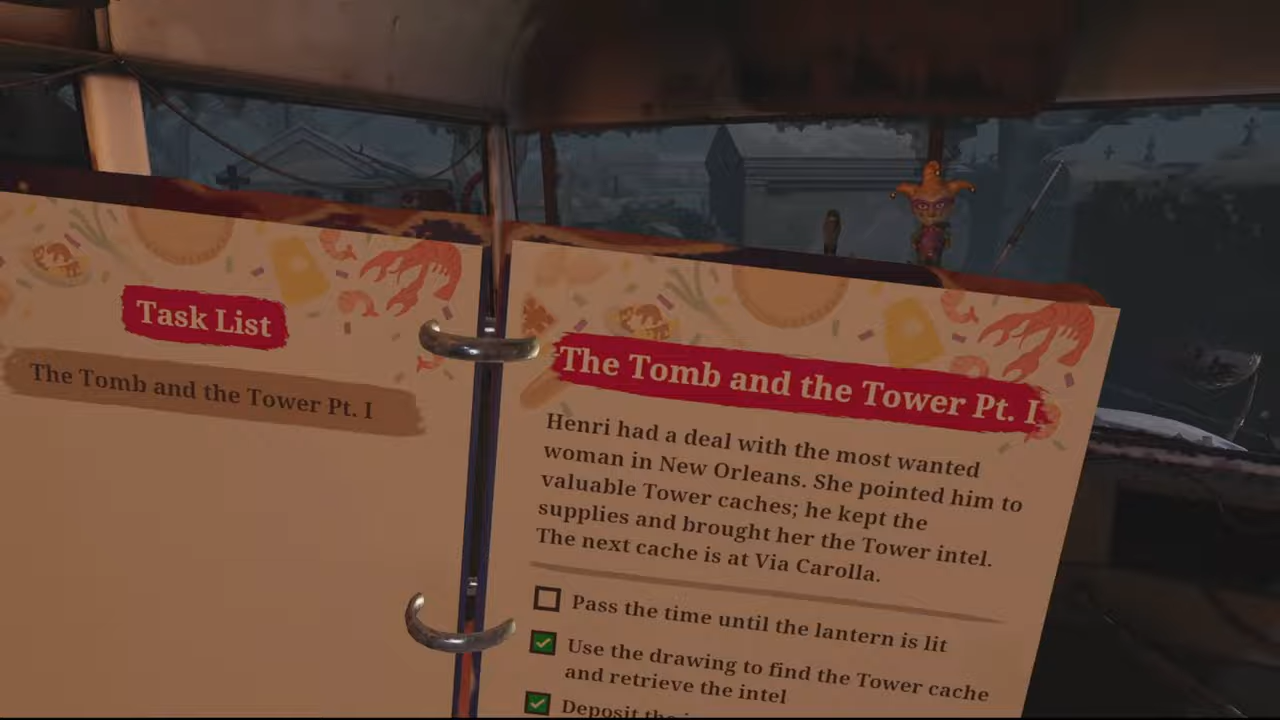 Task List
The Tomb and the Tower Pt. I
The Tomb and the Tower Pt. I
Henri had a deal with the most wanted
woman in New Orleans. She pointed him to
valuable Tower caches; he kept the
supplies and brought her the Tower intel.
The next cache is at Via Carolla.
Pass the time until the lantern is lit
Use the drawing to find the Tower cache
and retrieve the intel
Deposit